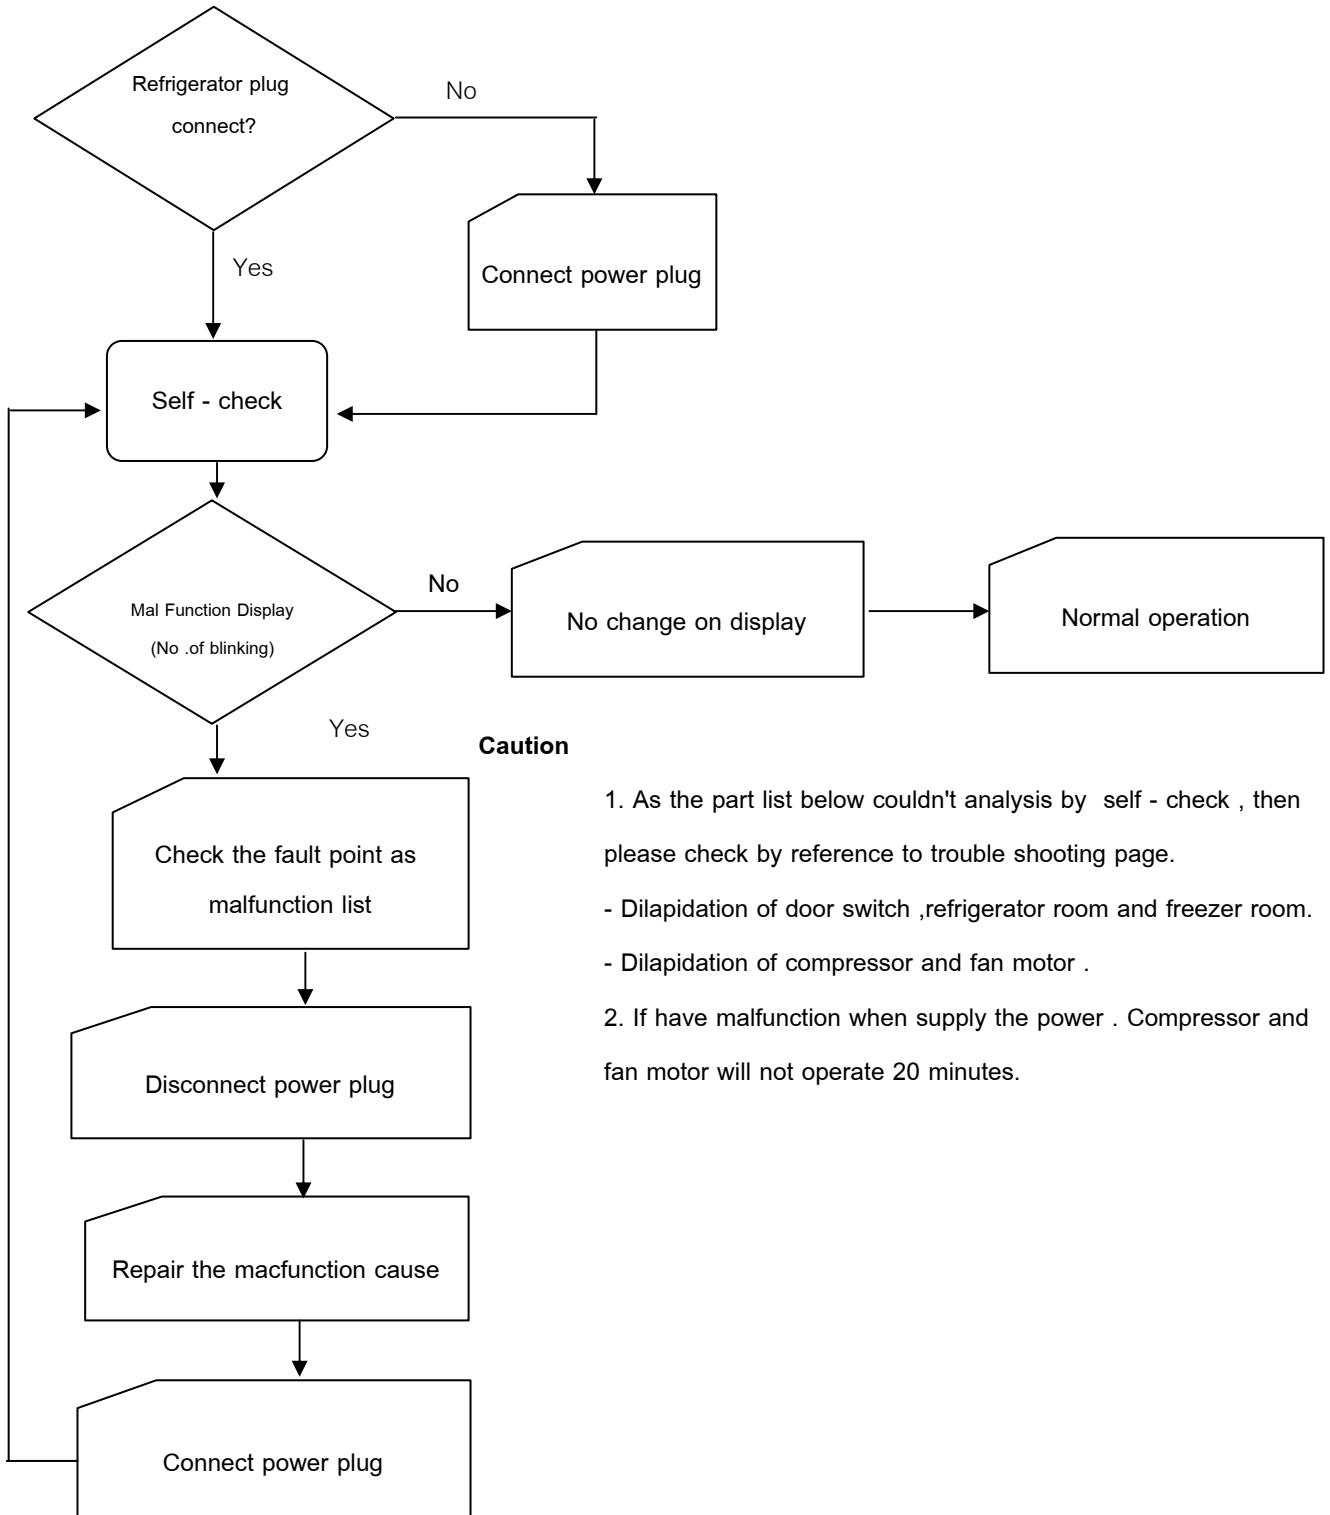 Refrigerator plug
connect?
No
Connect power plug
Yes
Self - check
Mal Function Display
(No .of blinking)
No
No change on display
Normal operation
Yes
Check the fault point as
malfunction list
Disconnect power plug
Repair the macfunction cause
Connect power plug
Caution
1. As the part list below couldn't analysis by self - check , then
please check by reference to trouble shooting page.
- Dilapidation of door switch ,refrigerator room and freezer room.
- Dilapidation of compressor and fan motor .
2. If have malfunction when supply the power . Compressor and
fan motor will not operate 20 minutes.